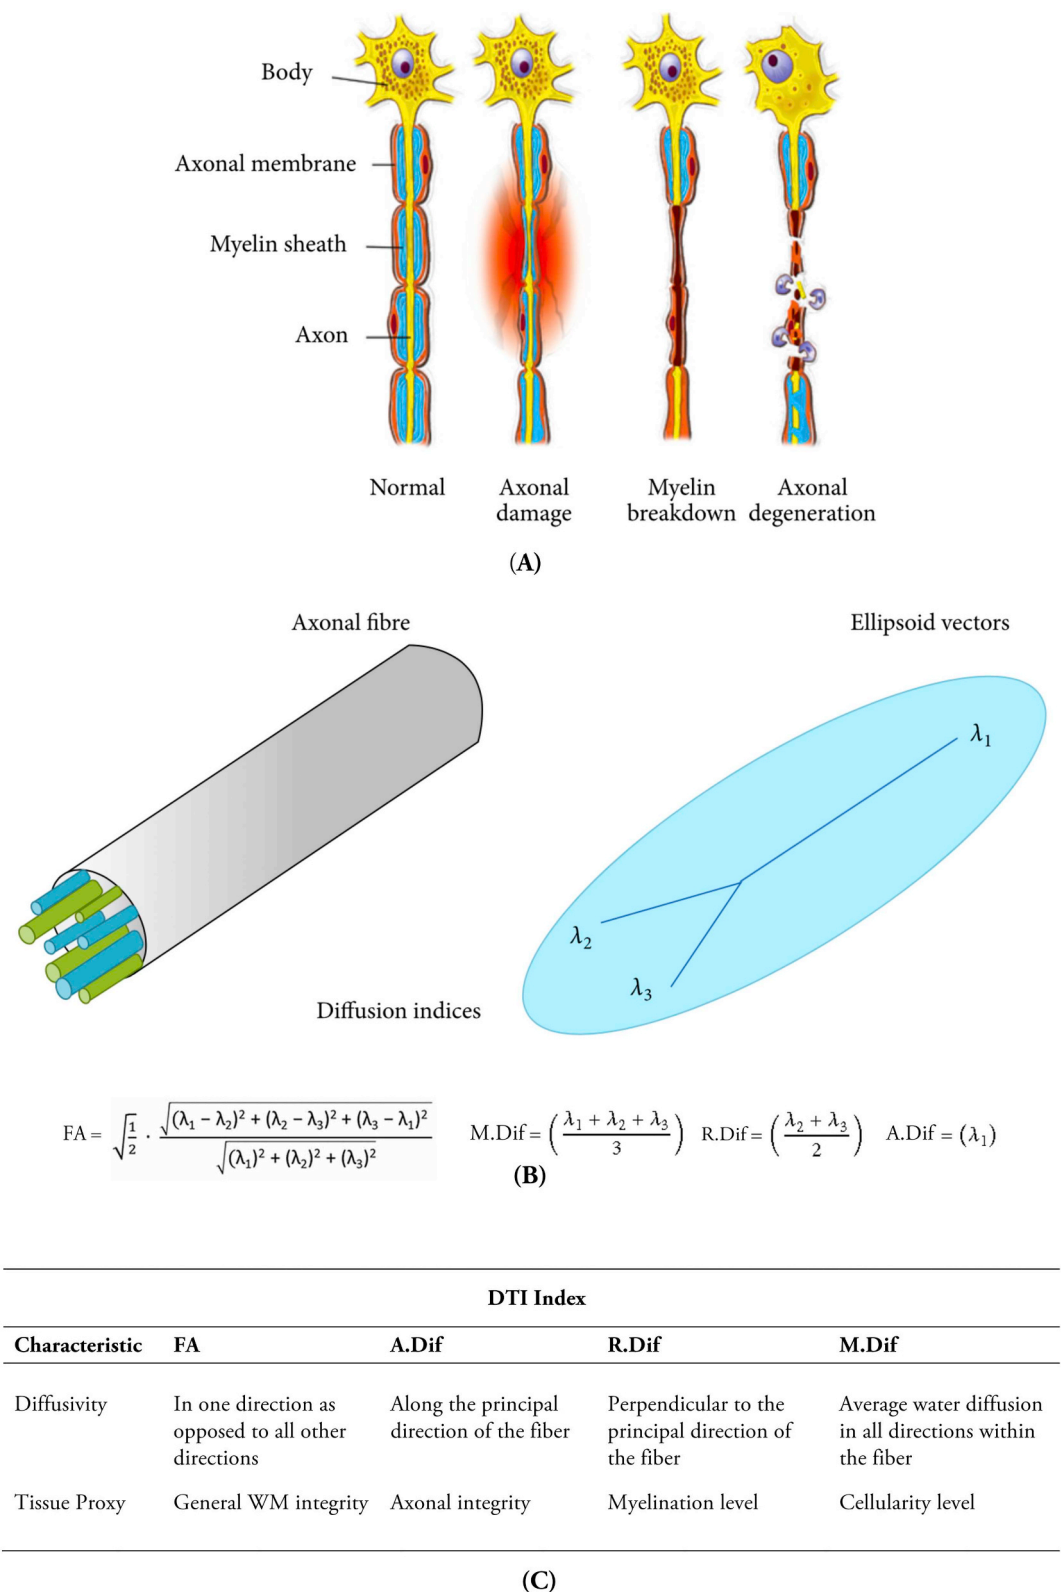 Body
Axonal membrane
Myelin sheath
Axon
Normal
Axonal
damage
Myelin
breakdown
Axonal
degeneration
(A)
Axonal fibre
Ellipsoid vectors
λ1
λ2
λ3
Diffusion indices
FA = √(1/2) · √((λ1 − λ2)² + (λ2 − λ3)² + (λ3 − λ1)²) / √((λ1)² + (λ2)² + (λ3)²) M.Dif = ((λ1 + λ2 + λ3)/3) R.Dif = ((λ2 + λ3)/2) A.Dif = (λ1)
(B)
DTI Index
Characteristic FA A.Dif R.Dif M.Dif
Diffusivity In one direction as Along the principal Perpendicular to the Average water diffusion
opposed to all other direction of the fiber principal direction of in all directions within
directions the fiber the fiber
Tissue Proxy General WM integrity Axonal integrity Myelination level Cellularity level
(C)